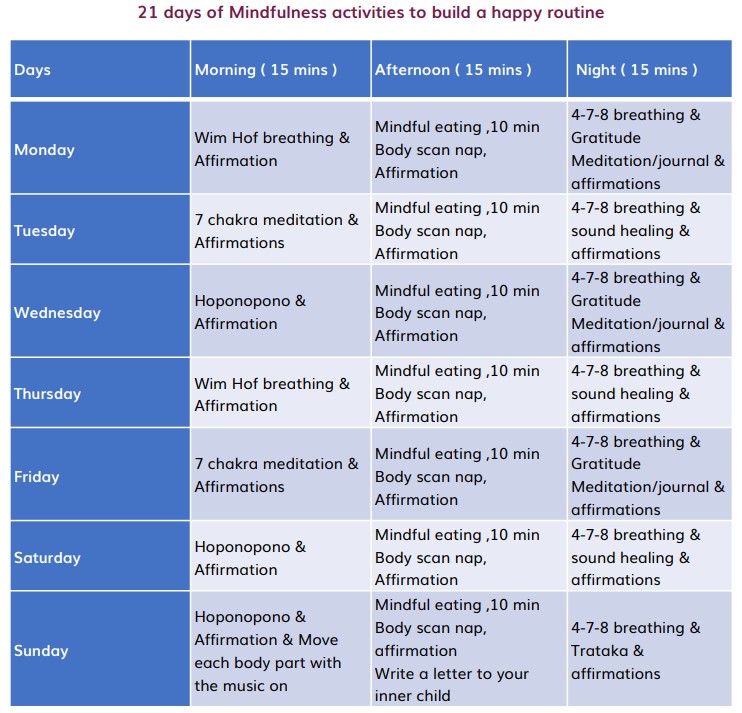 21 days of Mindfulness activities to build a happy routine
Days
Morning ( 15 mins )
Afternoon ( 15 mins )
Night ( 15 mins )
Monday
Wim Hof breathing &
Affirmation
Mindful eating ,10 min
Body scan nap,
Affirmation
4-7-8 breathing &
Gratitude
Meditation/journal &
affirmations
Tuesday
7 chakra meditation &
Affirmations
Mindful eating ,10 min
Body scan nap,
Affirmation
4-7-8 breathing &
sound healing &
affirmations
Wednesday
Hoponopono &
Affirmation
Mindful eating ,10 min
Body scan nap,
Affirmation
4-7-8 breathing &
Gratitude
Meditation/journal &
affirmations
Thursday
Wim Hof breathing &
Affirmation
Mindful eating ,10 min
Body scan nap,
Affirmation
4-7-8 breathing &
sound healing &
affirmations
Friday
7 chakra meditation &
Affirmations
Mindful eating ,10 min
Body scan nap,
Affirmation
4-7-8 breathing &
Gratitude
Meditation/journal &
affirmations
Saturday
Hoponopono &
Affirmation
Mindful eating ,10 min
Body scan nap,
Affirmation
4-7-8 breathing &
sound healing &
affirmations
Sunday
Hoponopono &
Affirmation & Move
each body part with
the music on
Mindful eating ,10 min
Body scan nap,
affirmation
Write a letter to your
inner child
4-7-8 breathing &
Trataka &
affirmations